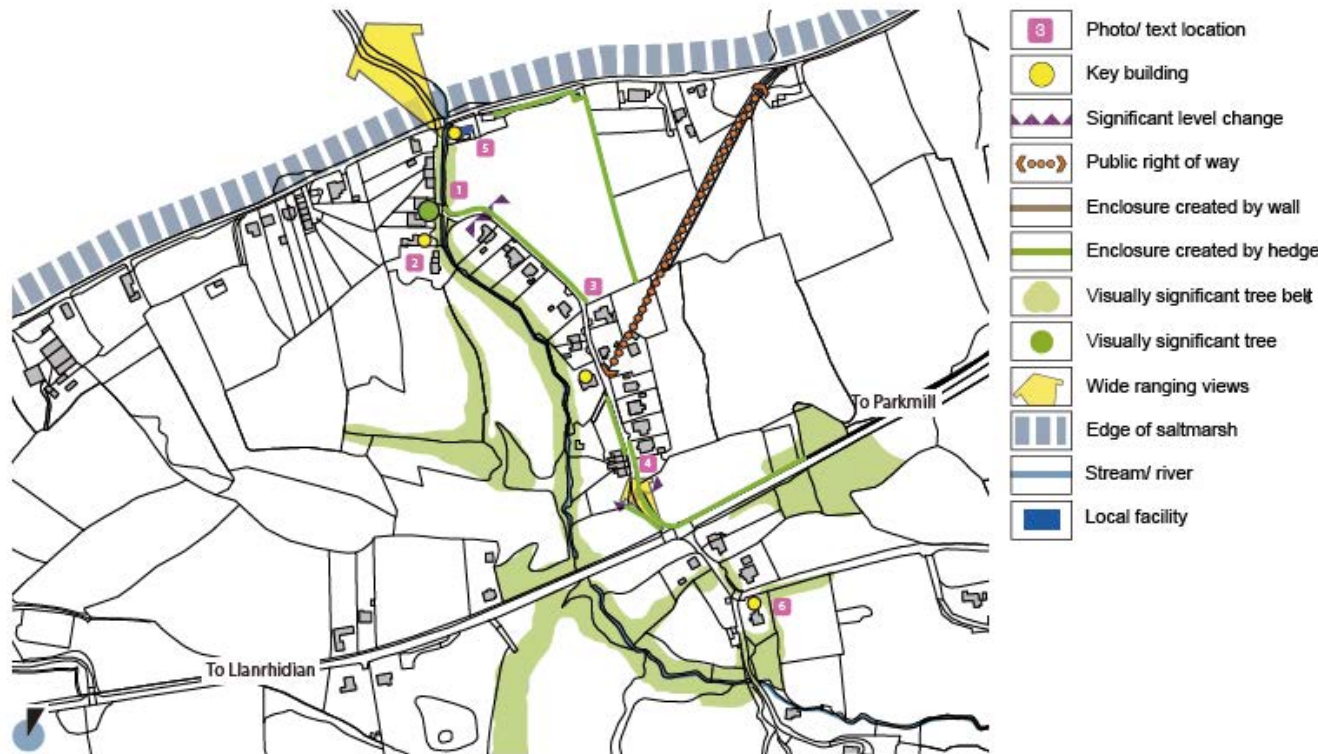 5
1
2
3
To Parkmill
4
6
To Llanrhidian
3 Photo/ text location
Key building
Significant level change
Public right of way
Enclosure created by wall
Enclosure created by hedge
Visually significant tree belt
Visually significant tree
Wide ranging views
Edge of saltmarsh
Stream/ river
Local facility